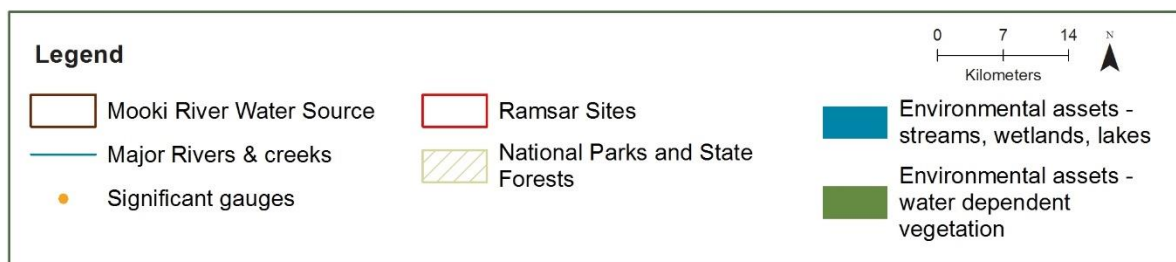 Legend
0 7 14
N
Kilometers
Mooki River Water Source
Major Rivers & creeks
Significant gauges
Ramsar Sites
National Parks and State
Forests
Environmental assets -
streams, wetlands, lakes
Environmental assets -
water dependent
vegetation